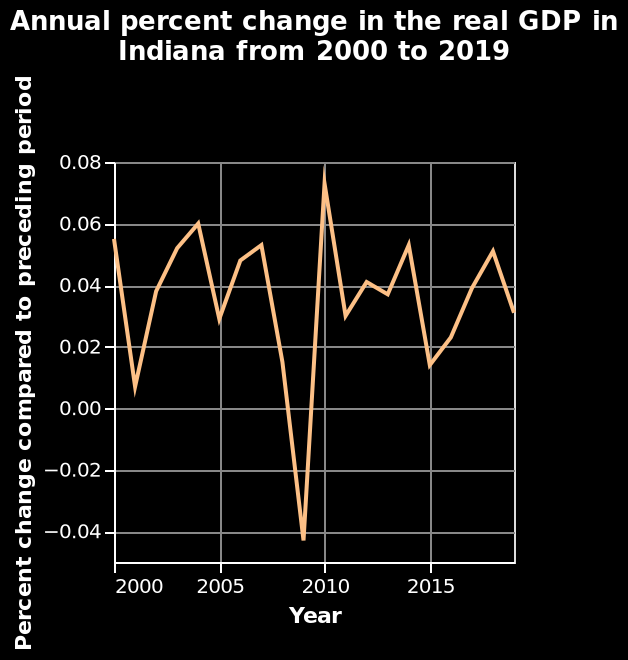 Annual percent change in the real GDP in
Indiana from 2000 to 2019
Percent change compared to preceding period
0.08
0.06
0.04
0.02
0.00
−0.02
−0.04
2000 2005 2010 2015
Year